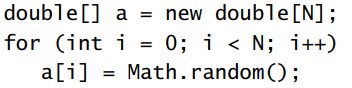 double[] a = new double[N];
for (int i = 0; i < N; i++)
   a[i] = Math.random();